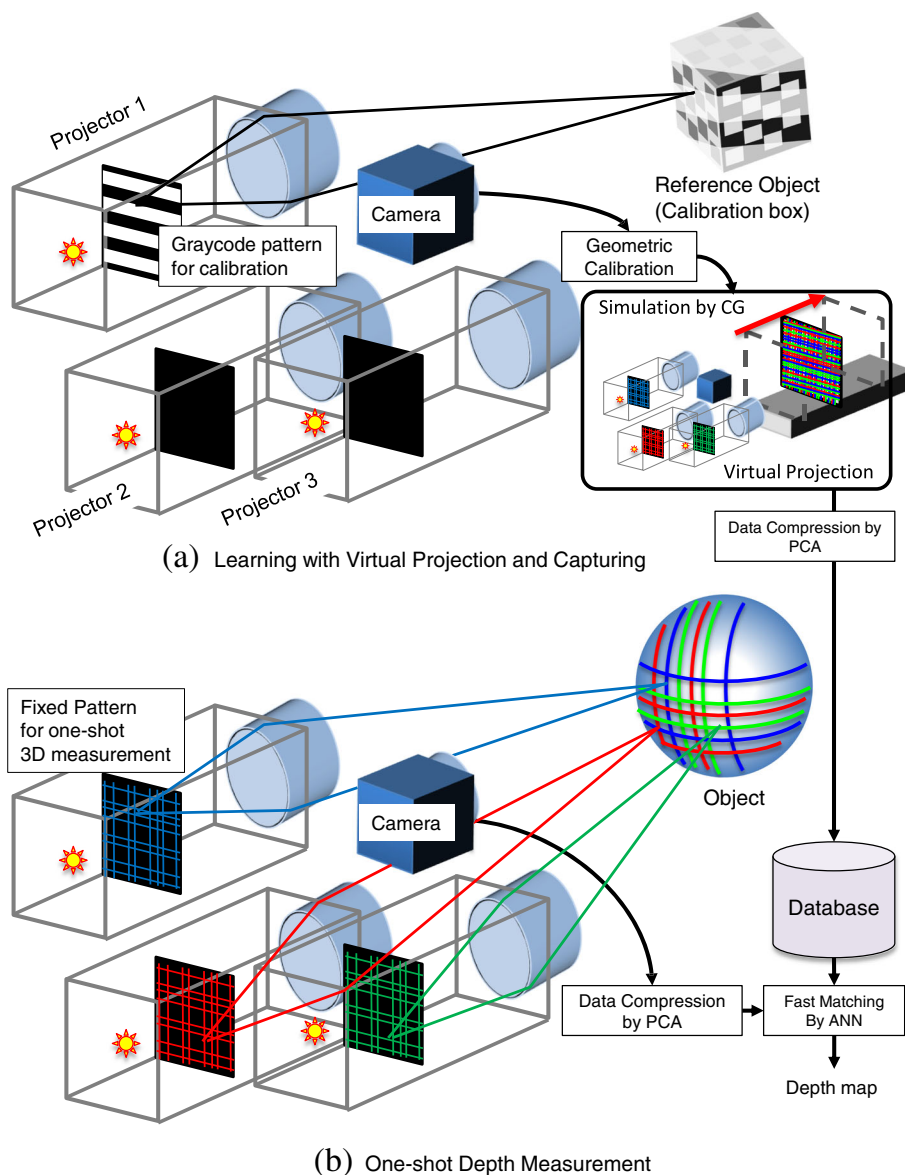 Projector 1
Reference Object
(Calibration box)
Camera
Graycode pattern
for calibration
Geometric
Calibration
Simulation by CG
Virtual Projection
Projector 2
Projector 3
(a) Learning with Virtual Projection and Capturing
Data Compression by
PCA
Fixed Pattern
for one-shot
3D measurement
Camera
Object
Database
Data Compression
by PCA
Fast Matching
By ANN
Depth map
(b) One-shot Depth Measurement